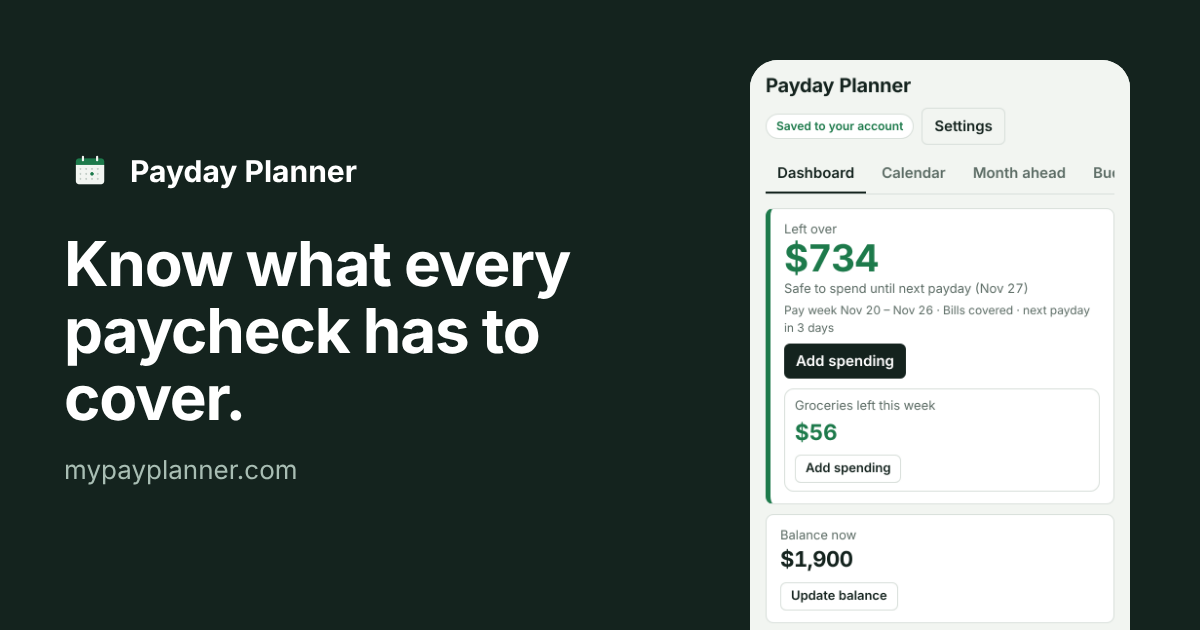 Payday Planner
Know what every
paycheck has to
cover.
mypayplanner.com
Payday Planner
Saved to your account
Settings
Dashboard
Calendar
Month ahead
Left over
$734
Safe to spend until next payday (Nov 27)
Pay week Nov 20 – Nov 26 · Bills covered · next payday
in 3 days
Add spending
Groceries left this week
$56
Add spending
Balance now
$1,900
Update balance